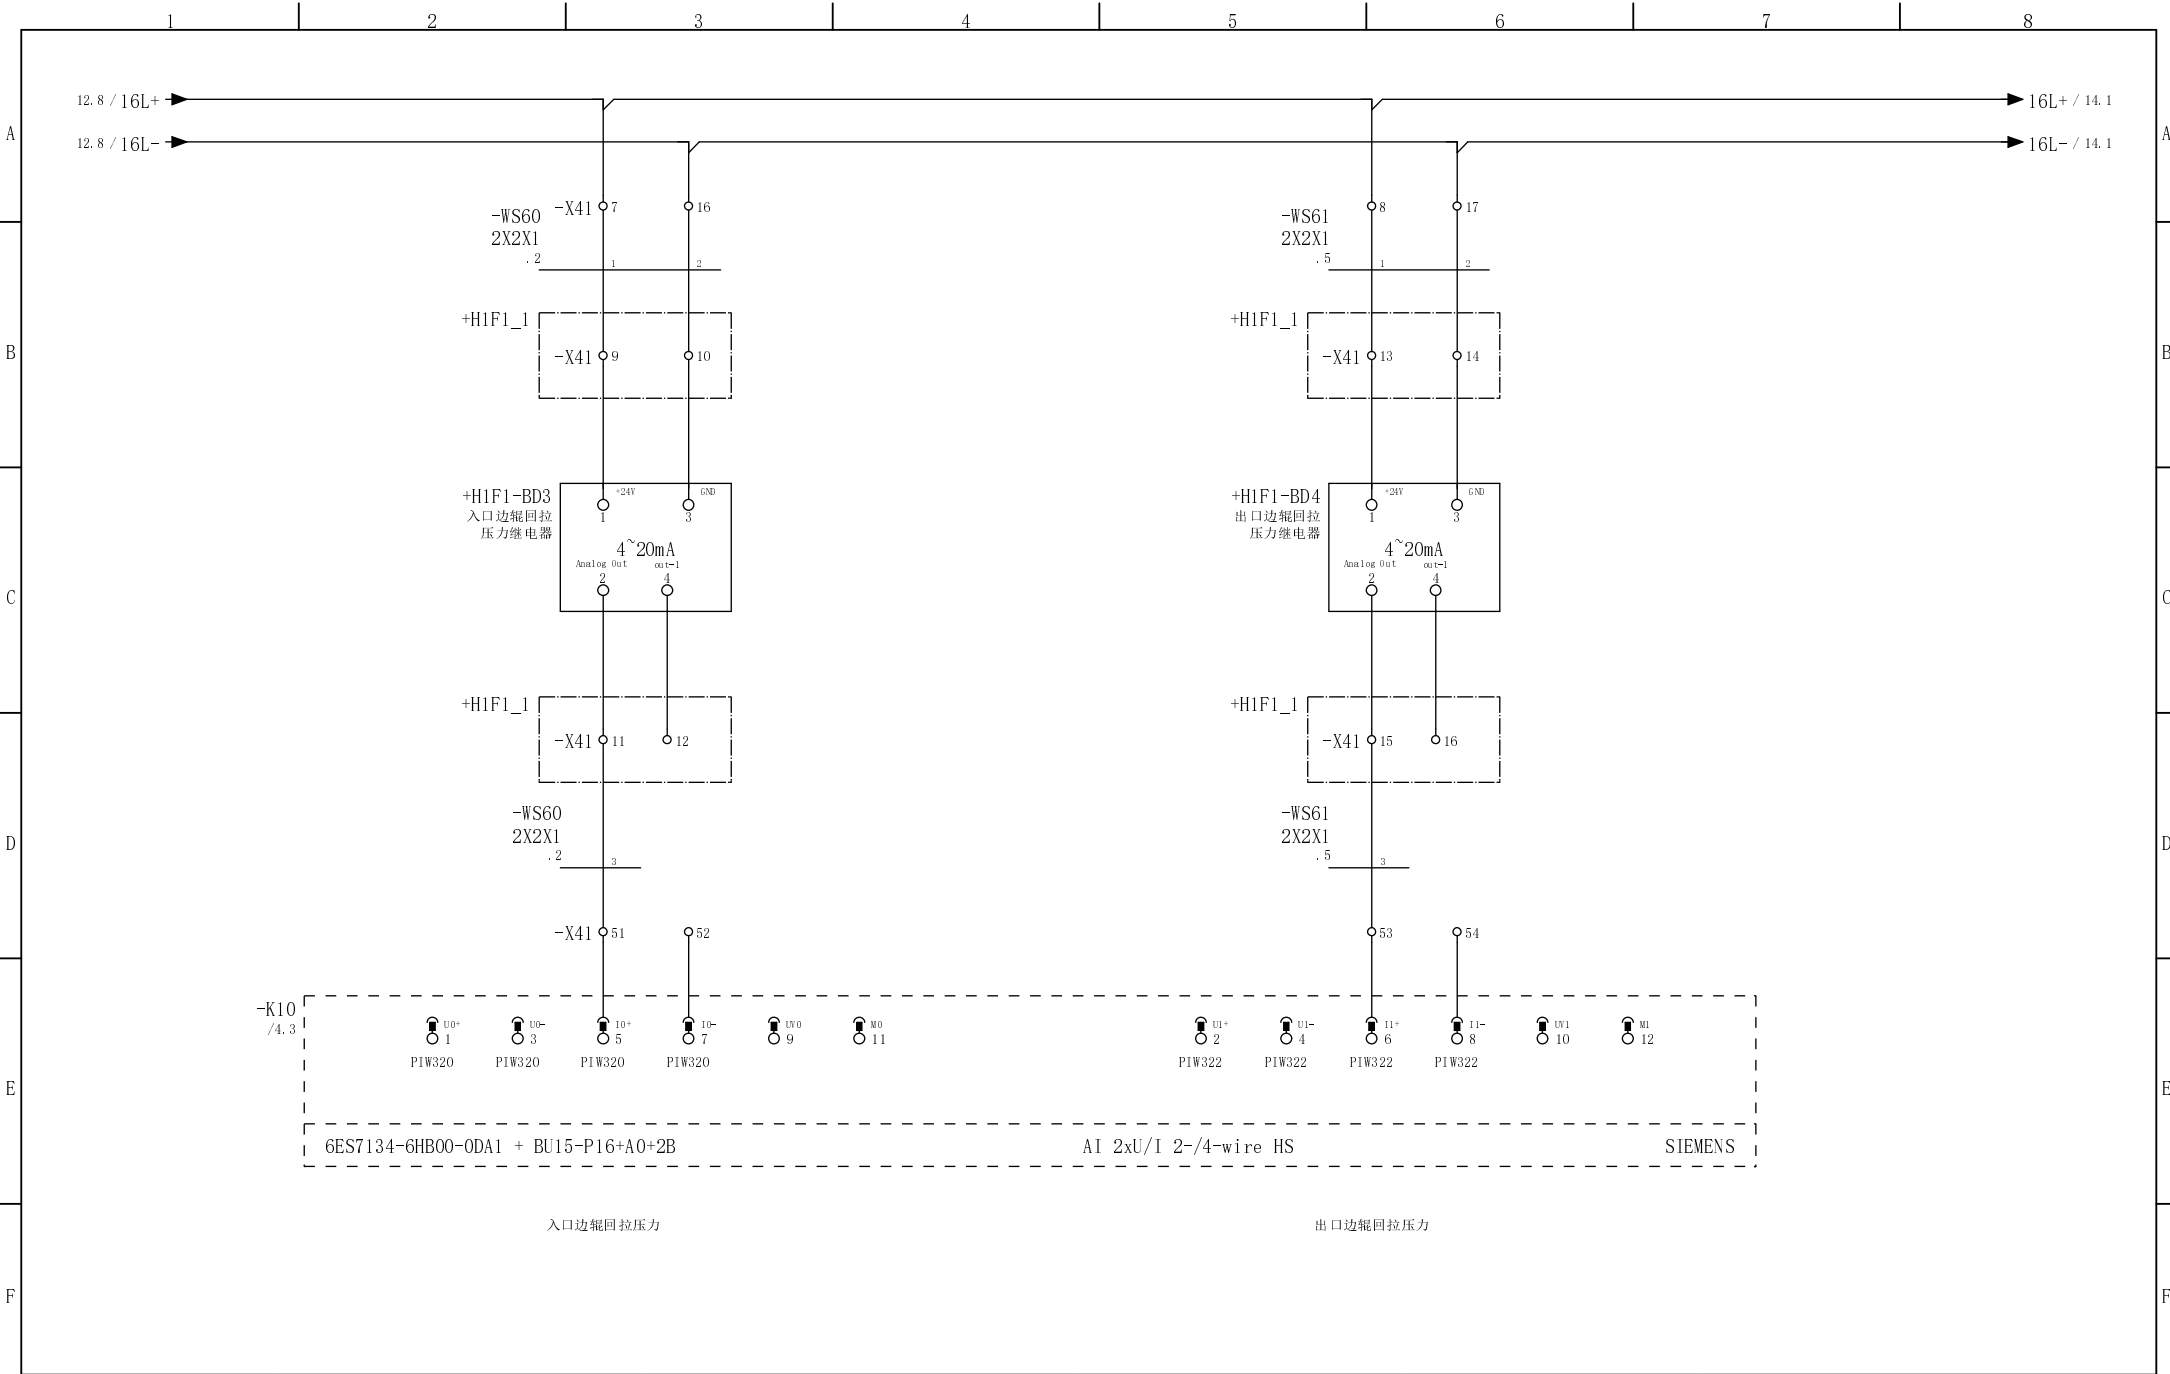 1 2 3 4 5 6 7 8
12.8 / 16L+ 16L+ / 14.1
A A
12.8 / 16L- 16L- / 14.1
-X41 7 16 8 17
-WS60 -WS61
2X2X1 2X2X1
.2 1 2 .5 1 2
+H1F1_1 +H1F1_1
B B
-X41 9 10 -X41 13 14
+H1F1-BD3 +24V GND +H1F1-BD4 +24V GND
入口边辊回拉 1 3 出口边辊回拉 1 3
压力继电器 压力继电器
4~20mA 4~20mA
Analog Out out-1 Analog Out out-1
2 4 2 4
C C
+H1F1_1 +H1F1_1
-X41 11 12 -X41 15 16
-WS60 -WS61
2X2X1 2X2X1
D D
.2 3 .5 3
-X41 51 52 53 54
-K10
/4.3 U0+ U0- I0+ I0- UV0 M0 U1+ U1- I1+ I1- UV1 M1
1 3 5 7 9 11 2 4 6 8 10 12
PIW320 PIW320 PIW320 PIW320 PIW322 PIW322 PIW322 PIW322
E E
6ES7134-6HB00-0DA1 + BU15-P16+A0+2B AI 2xU/I 2-/4-wire HS SIEMENS
入口边辊回拉压力 出口边辊回拉压力
F F